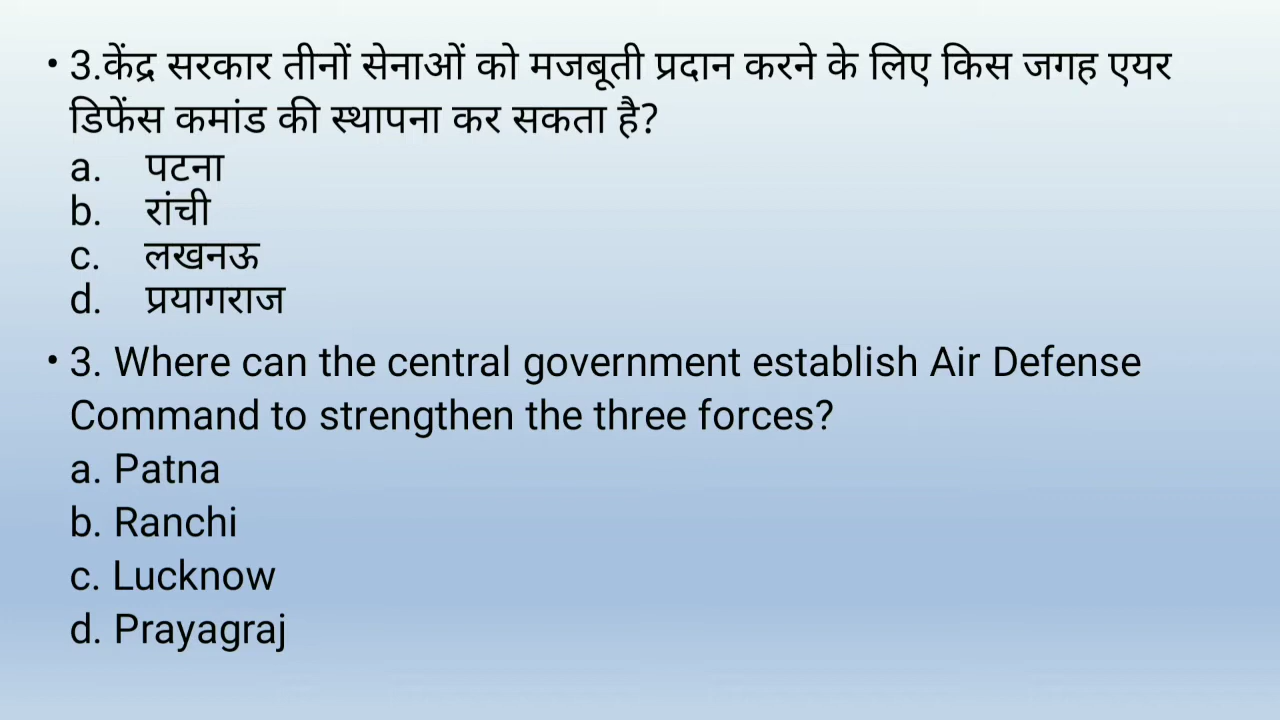 • 3.केंद्र सरकार तीनों सेनाओं को मजबूती प्रदान करने के लिए किस जगह एयर
डिफेंस कमांड की स्थापना कर सकता है?
a. पटना
b. रांची
c. लखनऊ
d. प्रयागराज
• 3. Where can the central government establish Air Defense
Command to strengthen the three forces?
a. Patna
b. Ranchi
c. Lucknow
d. Prayagraj